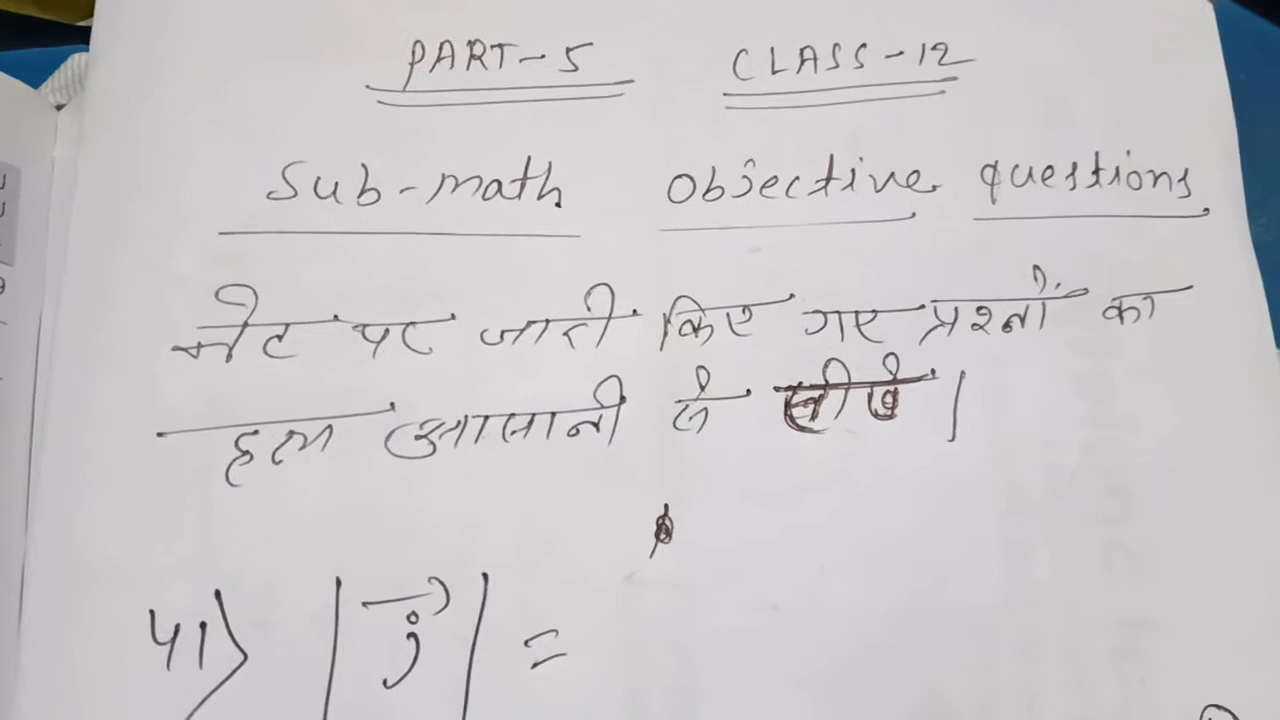 PART-5 CLASS-12
Sub-math objective questions
नेट पर जारी किए गए प्रश्नों का
हल आसानी से सीखे।
41) |j⃗| =